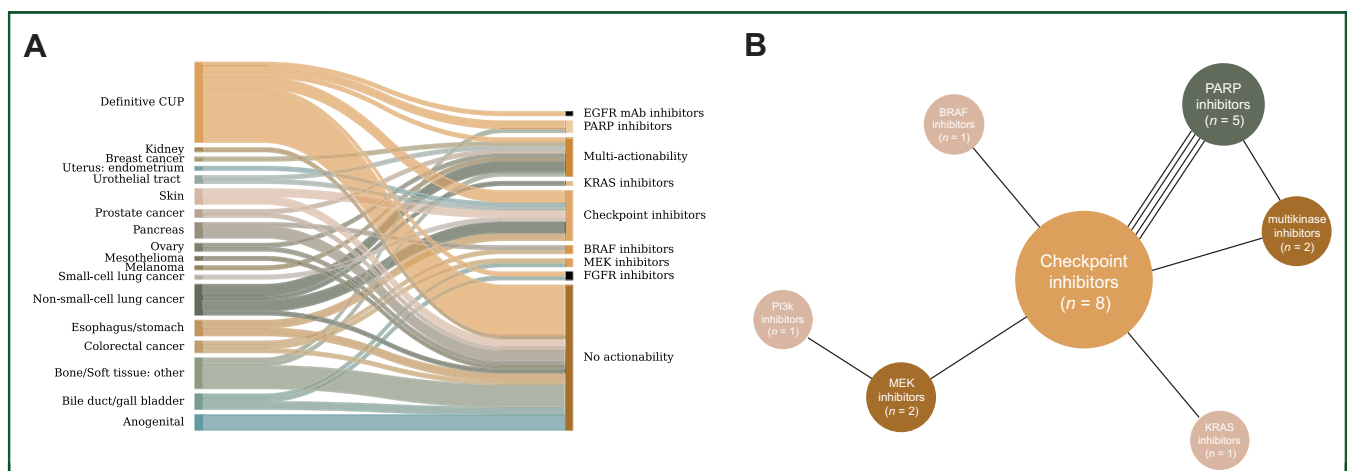 A
Definitive CUP
Kidney
Breast cancer
Uterus: endometrium
Urothelial tract
Skin
Prostate cancer
Pancreas
Ovary
Mesothelioma
Melanoma
Small-cell lung cancer
Non-small-cell lung cancer
Esophagus/stomach
Colorectal cancer
Bone/Soft tissue: other
Bile duct/gall bladder
Anogenital
EGFR mAb inhibitors
PARP inhibitors
Multi-actionability
KRAS inhibitors
Checkpoint inhibitors
BRAF inhibitors
MEK inhibitors
FGFR inhibitors
No actionability
B
BRAF
inhibitors
(n = 1)
PARP
inhibitors
(n = 5)
multikinase
inhibitors
(n = 2)
Checkpoint
inhibitors
(n = 8)
PI3k
inhibitors
(n = 1)
MEK
inhibitors
(n = 2)
KRAS
inhibitors
(n = 1)